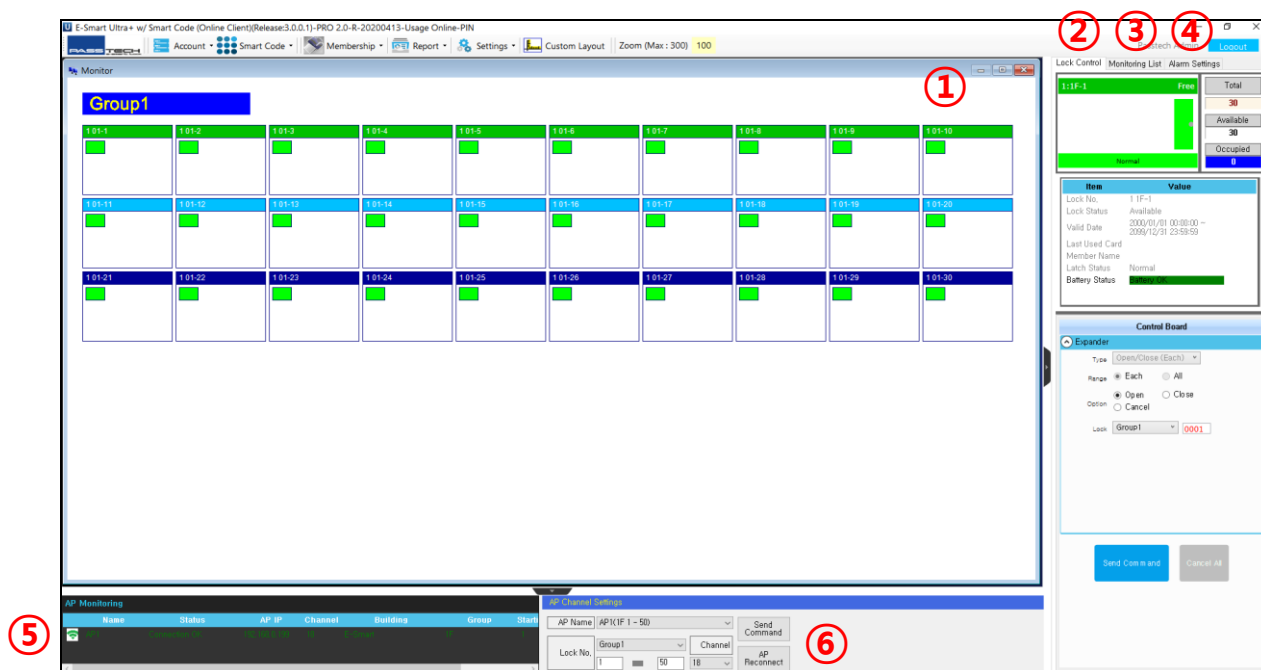 E-Smart Ultra+ w/ Smart Code (Online Client)(Release:3.0.0.1)-PRO 2.0-R-20200413-Usage Online-PIN
② ③ ④
PASSTECH Account Smart Code Membership Report Settings Custom Layout Zoom (Max : 300) 100
Passtech Admin Logout
Monitor
①
Group1
1 01-1 1 01-2 1 01-3 1 01-4 1 01-5 1 01-6 1 01-7 1 01-8 1 01-9 1 01-10
1 01-11 1 01-12 1 01-13 1 01-14 1 01-15 1 01-16 1 01-17 1 01-18 1 01-19 1 01-20
1 01-21 1 01-22 1 01-23 1 01-24 1 01-25 1 01-26 1 01-27 1 01-28 1 01-29 1 01-30
Lock Control Monitoring List Alarm Settings
1:1F-1 Free
Normal
Total
30
Available
30
Occupied
0
Item Value
Lock No. 1 1F-1
Lock Status Available
Valid Date 2000/01/01 00:00:00 ~
2099/12/31 23:59:59
Last Used Card
Member Name
Latch Status Normal
Battery Status Battery OK
Control Board
Expander
Type Open/Close (Each)
Range Each All
Option Open Close
Cancel
Lock Group1 0001
Send Command Cancel All
⑤
AP Monitoring
Name Status AP IP Channel Building Group Starti
AP1 Connection OK 192.168.0.199 18 E-Smart 1F 1
AP Channel Settings
AP Name AP1(1F 1 ~ 50)
Send
Command
Lock No. Group1 Channel
1 50 18
AP
Reconnect
⑥